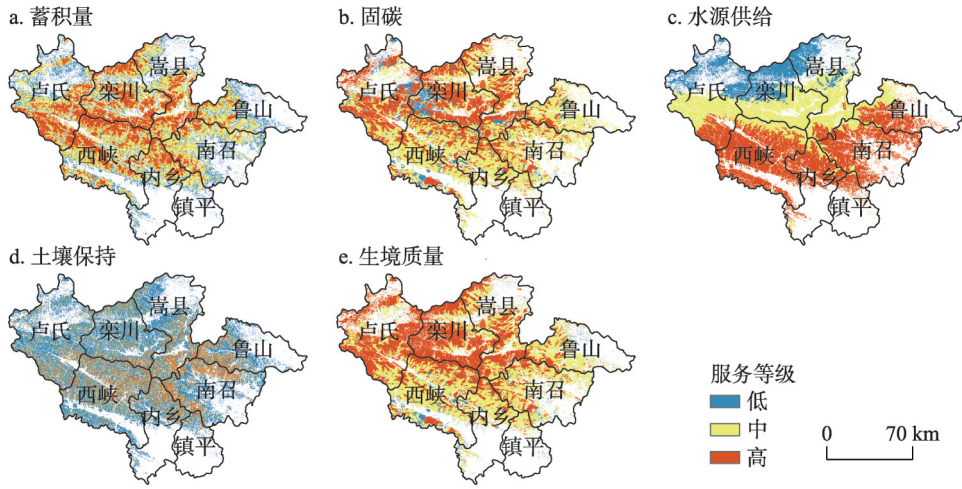 a. 蓄积量
b. 固碳
c. 水源供给
嵩县
卢氏
栾川
鲁山
西峡
南召
内乡
镇平
嵩县
卢氏
栾川
鲁山
西峡
南召
内乡
镇平
嵩县
卢氏
栾川
鲁山
西峡
南召
内乡
镇平
d. 土壤保持
e. 生境质量
嵩县
卢氏
栾川
鲁山
西峡
南召
内乡
镇平
嵩县
卢氏
栾川
鲁山
西峡
南召
内乡
镇平
服务等级
低
中
高
0 70 km